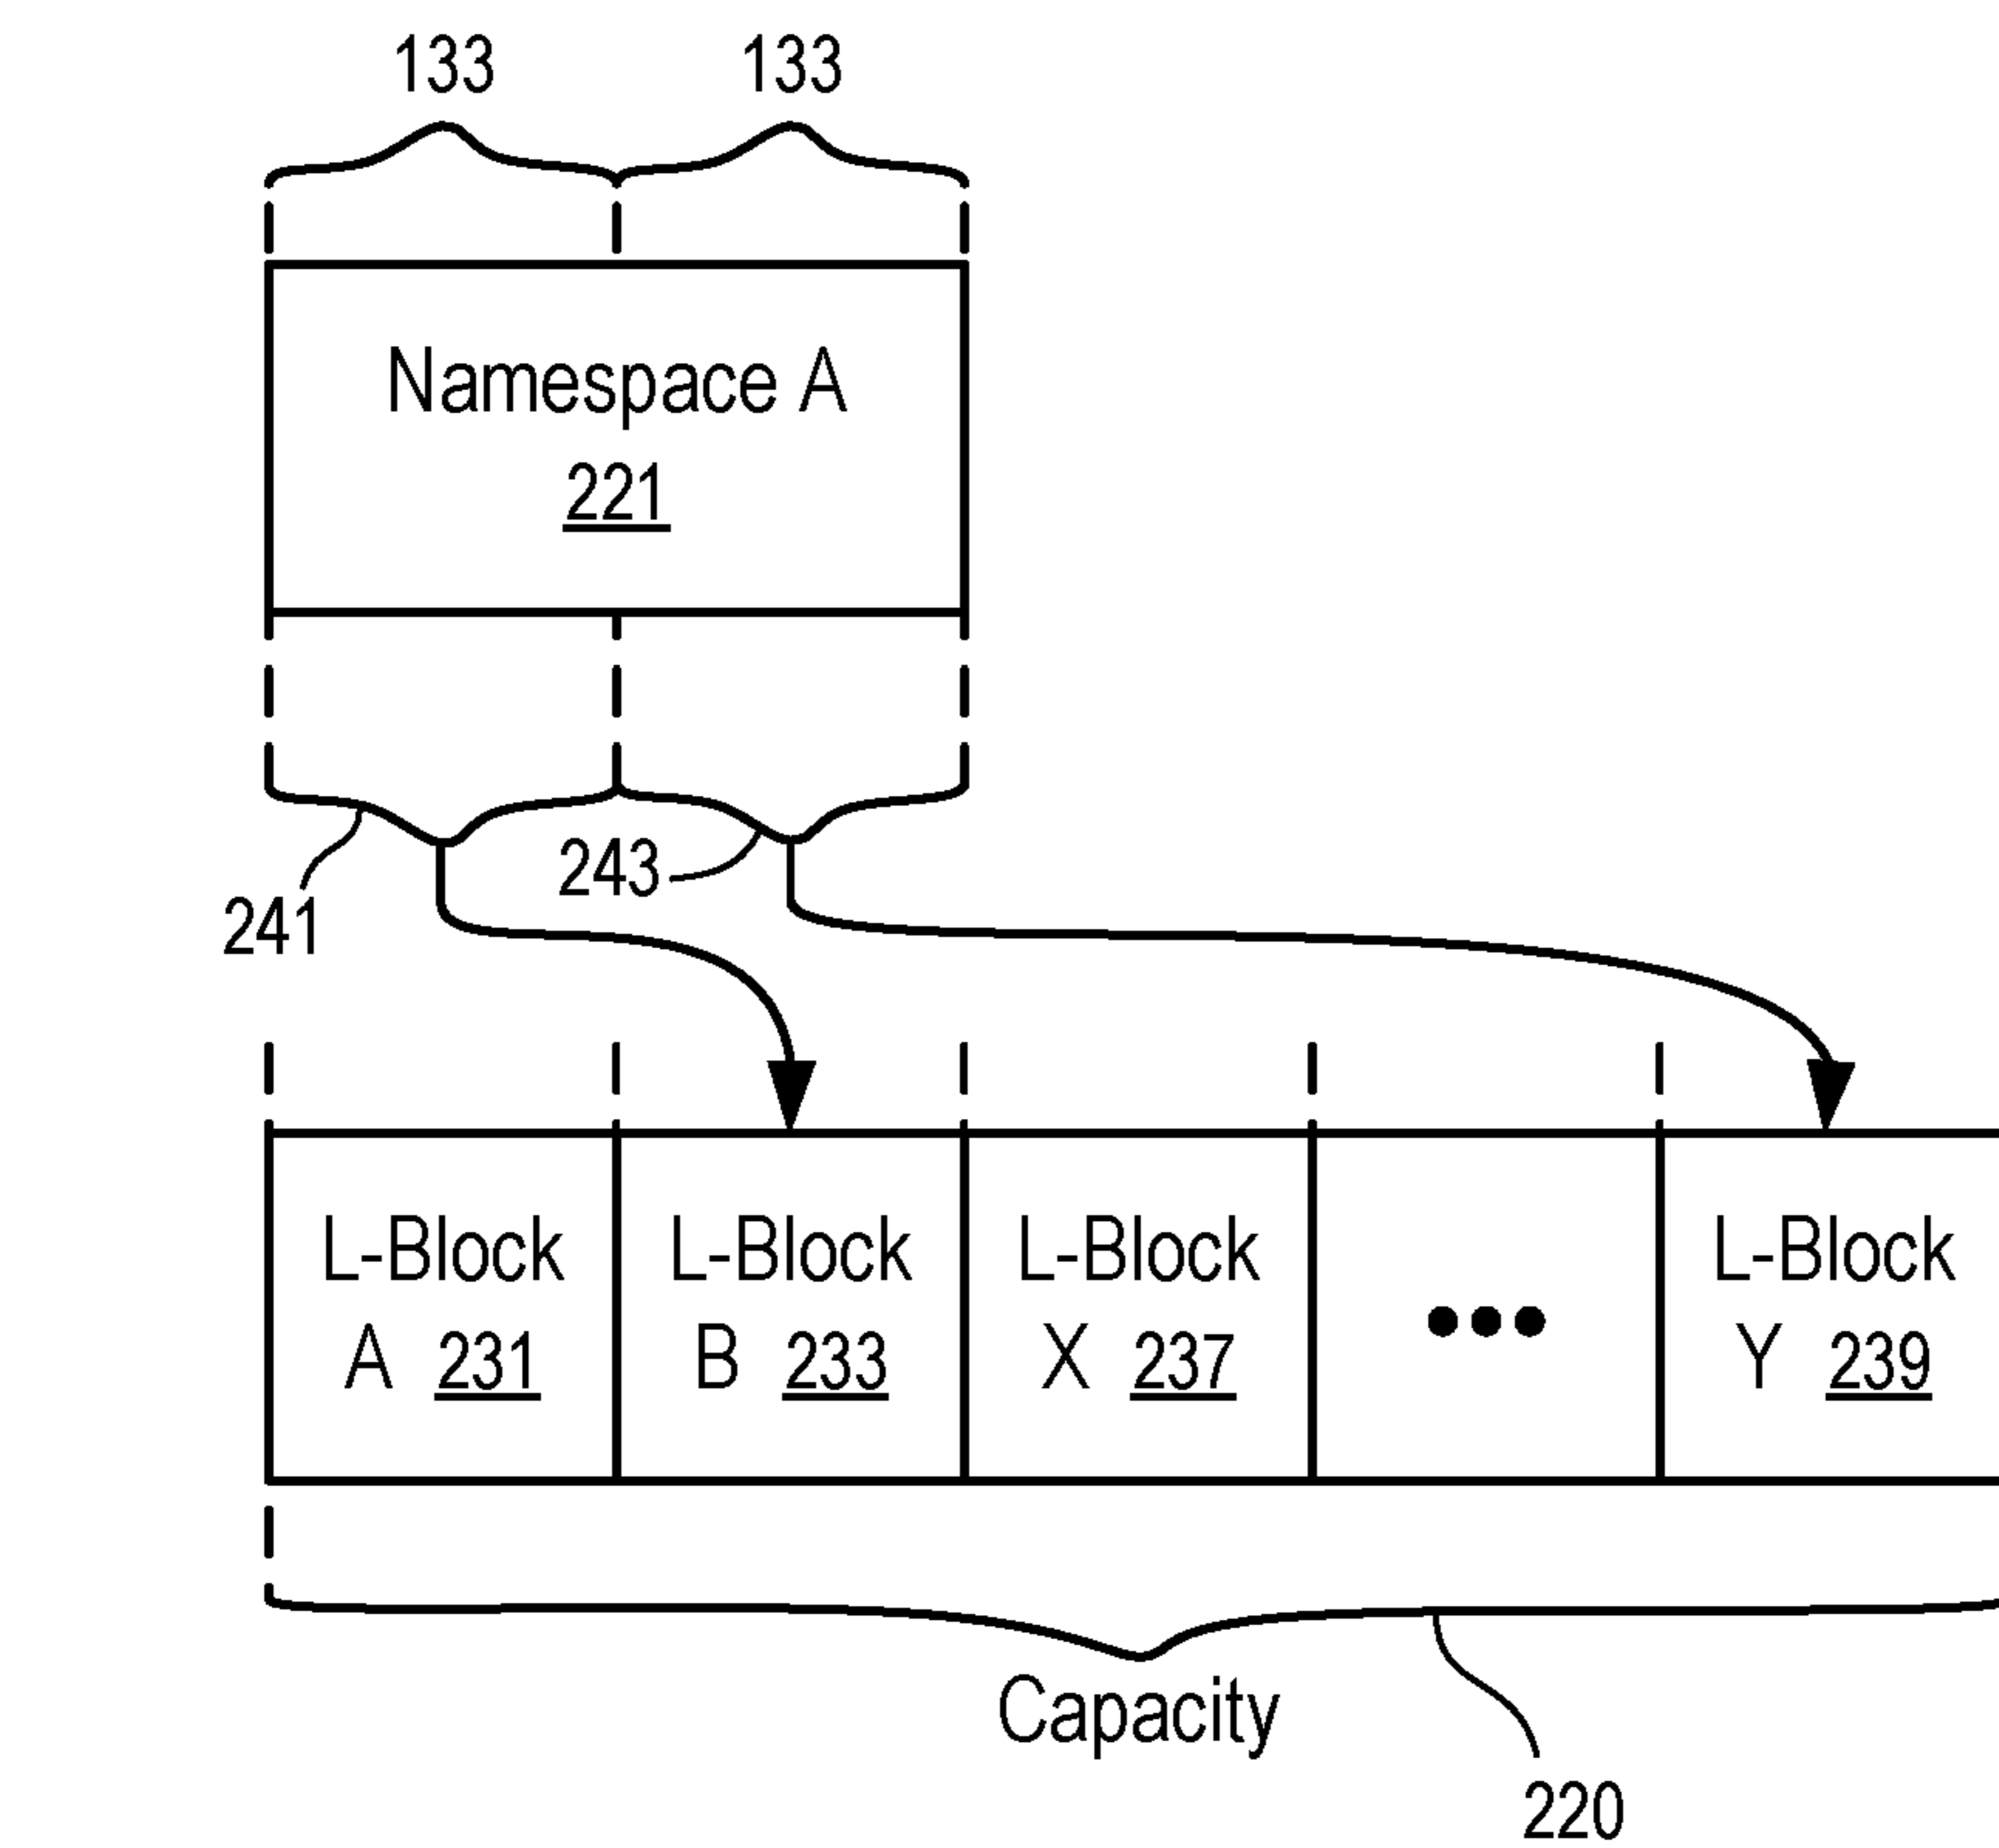 133 133
Namespace A
221
243
241
L-Block L-Block L-Block L-Block
A 231 B 233 X 237 Y 239
Capacity
220